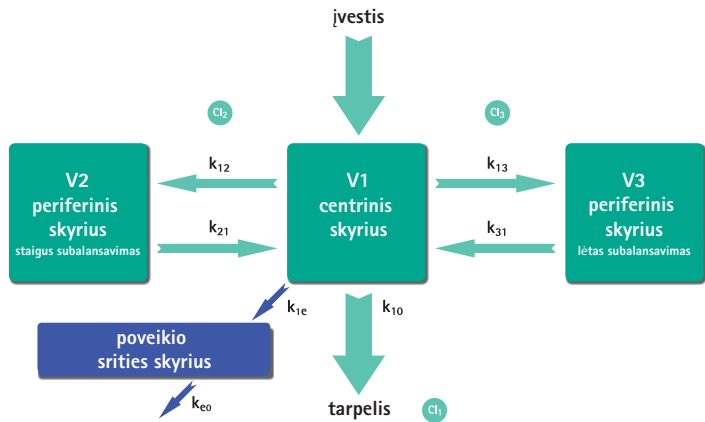 įvestis
Cl₂
Cl₃
k₁₂
k₁₃
V2
periferinis
skyrius
staigus subalansavimas
V1
centrinis
skyrius
V3
periferinis
skyrius
lėtas subalansavimas
k₂₁
k₃₁
k₁ₑ
k₁₀
poveikio
srities skyrius
kₑ₀
tarpelis
Cl₁